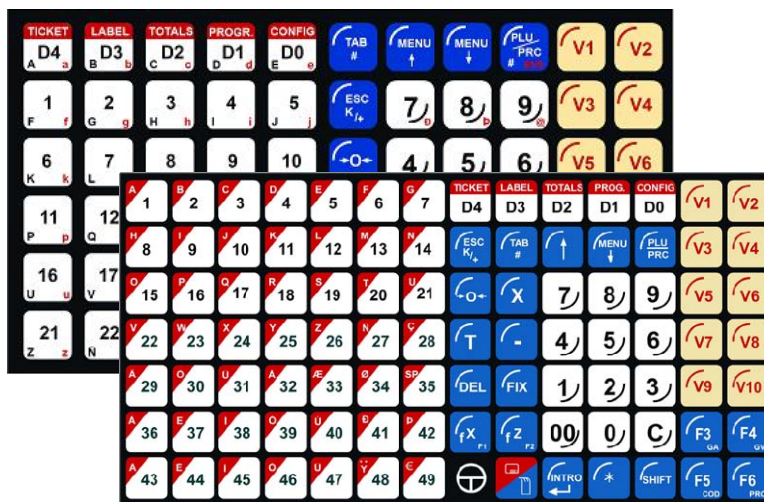 TICKET LABEL TOTALS PROGR. CONFIG
D4 D3 D2 D1 D0 TAB # MENU ↑ MENU ↓ PLU/PRC # V1 V2
A a B b C c D d E e
1 2 3 4 5 ESC K/+ 7 8 9 V3 V4
F f G g H h I i J j Đ Þ @
6 7 8 9 10 →0← 4 5 6 V5 V6
K k L
11 12
P p Q
16 17
U u V
21 22
Z z Ñ
A B C D E F G TICKET LABEL TOTALS PROG. CONFIG
1 2 3 4 5 6 7 D4 D3 D2 D1 D0 V1 V2
H I J K L M N
8 9 10 11 12 13 14 ESC K/+ TAB # ↑ MENU ↓ PLU PRC V3 V4
O P Q R S T U
15 16 17 18 19 20 21 →0← X 7 8 9 V5 V6
V W X Y Z Ç
22 23 24 25 26 27 28 T - 4 5 6 V7 V8
Æ Ø SP
29 30 31 32 33 34 35 DEL FIX 1 2 3 V9 V10
Đ Þ
36 37 38 39 40 41 42 fX F1 fZ F2 00 0 C F3 GA F4
Ÿ €
43 44 45 46 47 48 49 INTRO * SHIFT F5 COD F6